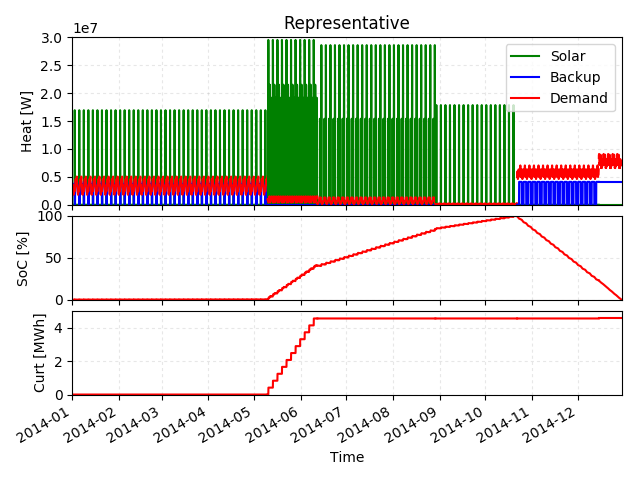 Representative
1e7
3.0
2.5
2.0
1.5
1.0
0.5
0.0
Heat [W]
Solar
Backup
Demand
100
50
0
SoC [%]
4
2
0
Curt [MWh]
2014-01
2014-02
2014-03
2014-04
2014-05
2014-06
2014-07
2014-08
2014-09
2014-10
2014-11
2014-12
Time